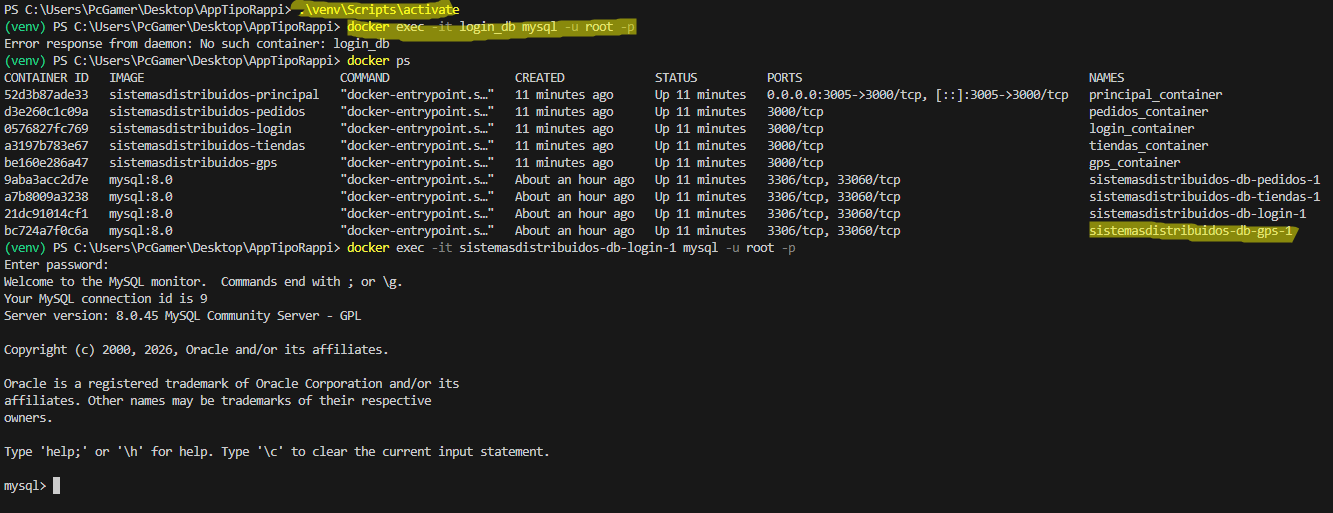 PS C:\Users\PcGamer\Desktop\AppTipoRappi> .\venv\Scripts\activate
(venv) PS C:\Users\PcGamer\Desktop\AppTipoRappi> docker exec -it login_db mysql -u root -p
Error response from daemon: No such container: login_db
(venv) PS C:\Users\PcGamer\Desktop\AppTipoRappi> docker ps
CONTAINER ID   IMAGE                          COMMAND                  CREATED             STATUS          PORTS                                         NAMES
52d3b87ade33   sistemasdistribuidos-principal   "docker-entrypoint.s…"   11 minutes ago      Up 11 minutes   0.0.0.0:3005->3000/tcp, [::]:3005->3000/tcp   principal_container
d3e260c1c09a   sistemasdistribuidos-pedidos     "docker-entrypoint.s…"   11 minutes ago      Up 11 minutes   3000/tcp                                      pedidos_container
0576827fc769   sistemasdistribuidos-login       "docker-entrypoint.s…"   11 minutes ago      Up 11 minutes   3000/tcp                                      login_container
a3197b783e67   sistemasdistribuidos-tiendas     "docker-entrypoint.s…"   11 minutes ago      Up 11 minutes   3000/tcp                                      tiendas_container
be160e286a47   sistemasdistribuidos-gps         "docker-entrypoint.s…"   11 minutes ago      Up 11 minutes   3000/tcp                                      gps_container
9aba3acc2d7e   mysql:8.0                        "docker-entrypoint.s…"   About an hour ago   Up 11 minutes   3306/tcp, 33060/tcp                           sistemasdistribuidos-db-pedidos-1
a7b8009a3238   mysql:8.0                        "docker-entrypoint.s…"   About an hour ago   Up 11 minutes   3306/tcp, 33060/tcp                           sistemasdistribuidos-db-tiendas-1
21dc91014cf1   mysql:8.0                        "docker-entrypoint.s…"   About an hour ago   Up 11 minutes   3306/tcp, 33060/tcp                           sistemasdistribuidos-db-login-1
bc724a7f0c6a   mysql:8.0                        "docker-entrypoint.s…"   About an hour ago   Up 11 minutes   3306/tcp, 33060/tcp                           sistemasdistribuidos-db-gps-1
(venv) PS C:\Users\PcGamer\Desktop\AppTipoRappi> docker exec -it sistemasdistribuidos-db-login-1 mysql -u root -p
Enter password:
Welcome to the MySQL monitor.  Commands end with ; or \g.
Your MySQL connection id is 9
Server version: 8.0.45 MySQL Community Server - GPL

Copyright (c) 2000, 2026, Oracle and/or its affiliates.

Oracle is a registered trademark of Oracle Corporation and/or its
affiliates. Other names may be trademarks of their respective
owners.

Type 'help;' or '\h' for help. Type '\c' to clear the current input statement.

mysql>